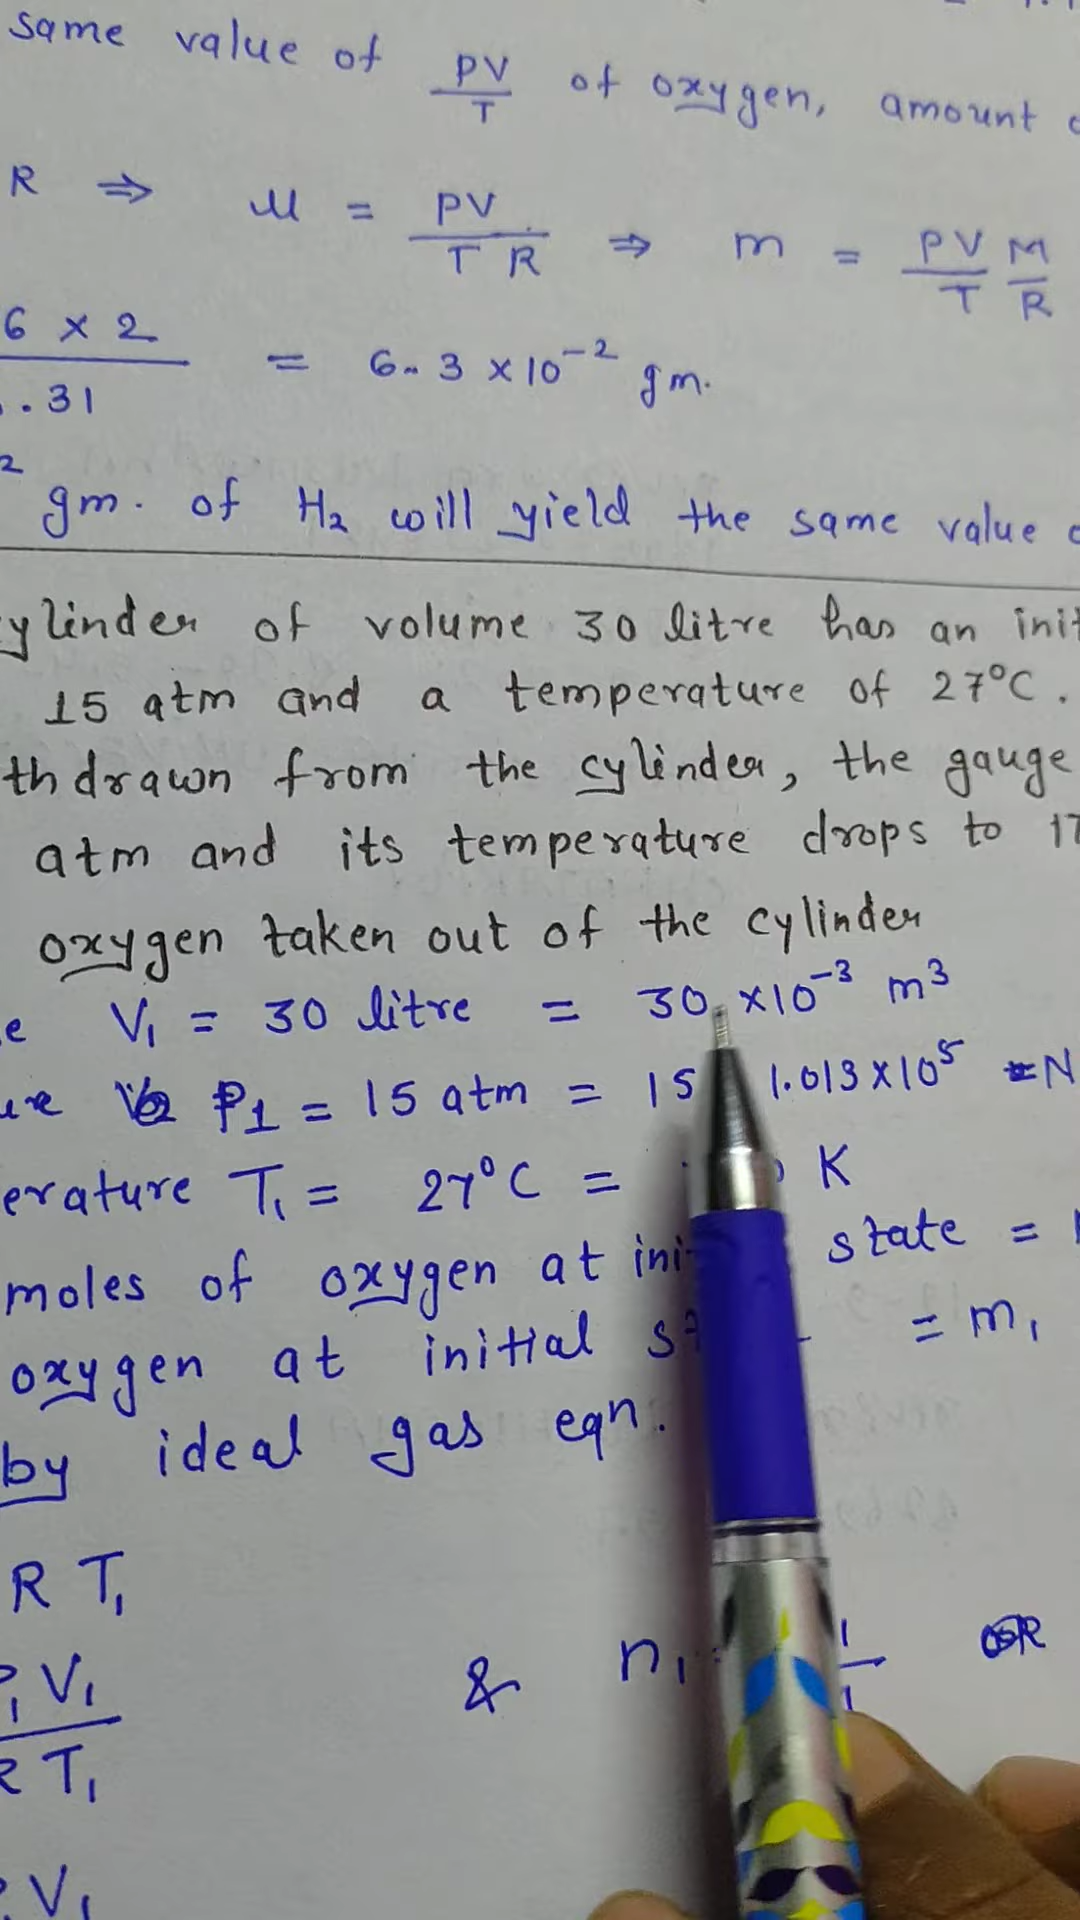 same value of PV/T of oxygen, amount
R ⇒ μ = PV/TR ⇒ m = PV/T M/R
6 × 2/.31 = 6.3 × 10⁻² gm.
2
gm. of H₂ will yield the same value
ylinder of volume 30 litre has an init
15 atm and a temperature of 27°C.
thdrawn from the cylinder, the gauge
atm and its temperature drops to 17
oxygen taken out of the cylinder
e V₁ = 30 litre = 30 × 10⁻³ m³
ure P₁ = 15 atm = 15 1.013 × 10⁵ N
erature T₁ = 27°C = K
moles of oxygen at ini state =
oxygen at initial s = m₁
by ideal gas eqn.
R T₁
P₁ V₁/R T₁ & n₁ OR
V₁